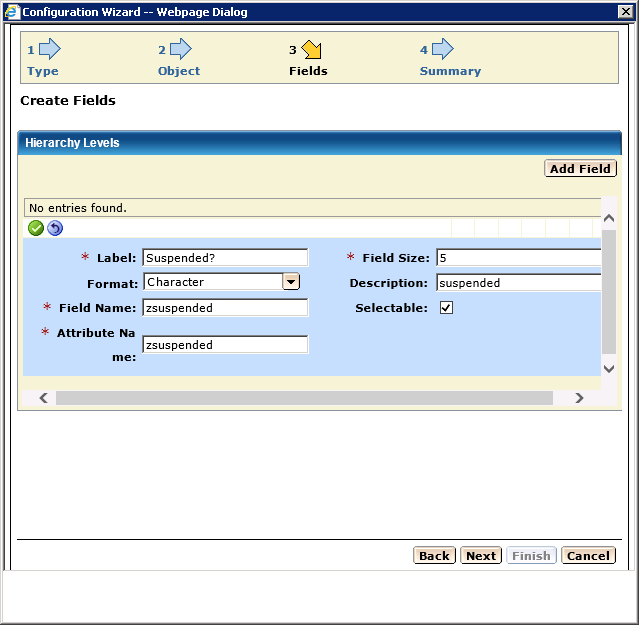 Configuration Wizard -- Webpage Dialog
1 2 3 4
Type Object Fields Summary
Create Fields
Hierarchy Levels
Add Field
No entries found.
* Label: Suspended? * Field Size: 5
Format: Character Description: suspended
* Field Name: zsuspended Selectable:
* Attribute Na
me: zsuspended
Back Next Finish Cancel